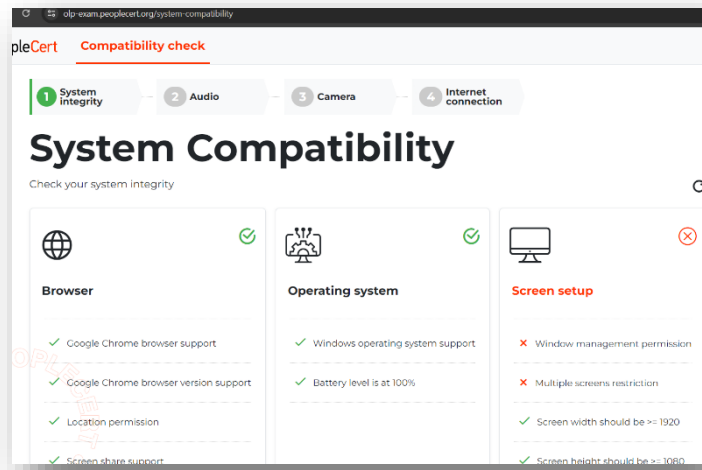 olp-exam.peoplecert.org/system-compatibility
pleCert Compatibility check
1 System integrity
2 Audio
3 Camera
4 Internet connection
System Compatibility
Check your system integrity
Browser
Google Chrome browser support
Google Chrome browser version support
Location permission
Screen share support
Operating system
Windows operating system support
Battery level is at 100%
Screen setup
Window management permission
Multiple screens restriction
Screen width should be >= 1920
Screen height should be >= 1080